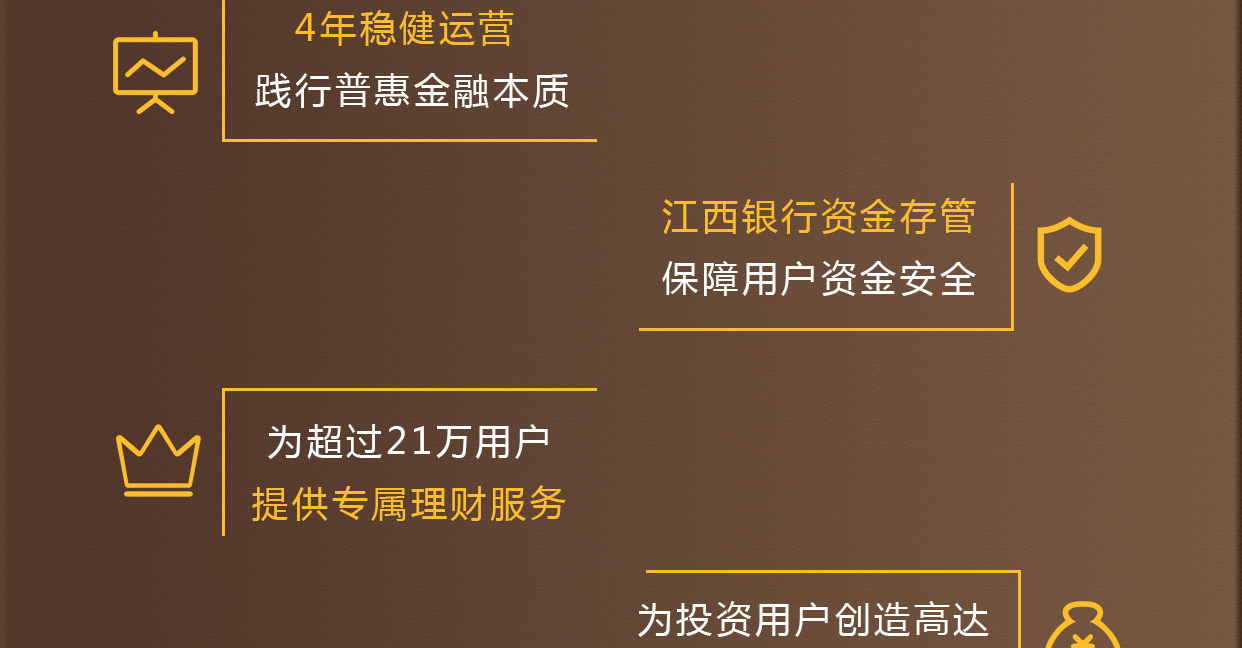 4年稳健运营
践行普惠金融本质
江西银行资金存管
保障用户资金安全
为超过21万用户
提供专属理财服务
为投资用户创造高达